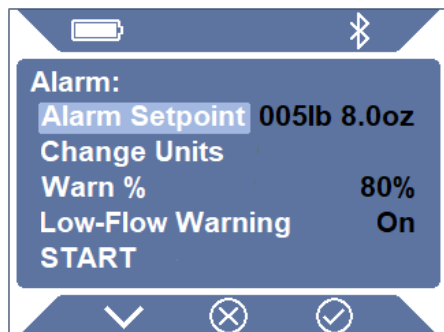 Alarm:
Alarm Setpoint 005lb 8.0oz
Change Units
Warn % 80%
Low-Flow Warning On
START